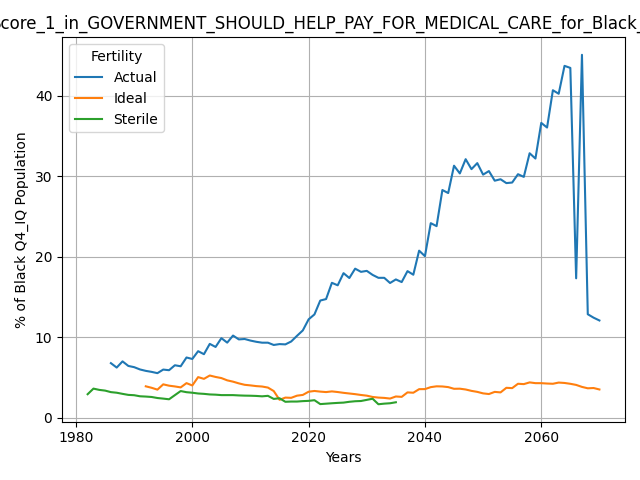 core_1_in_GOVERNMENT_SHOULD_HELP_PAY_FOR_MEDICAL_CARE_for_Black_
Fertility
Actual
Ideal
Sterile
% of Black Q4_IQ Population
40
30
20
10
0
1980 2000 2020 2040 2060
Years